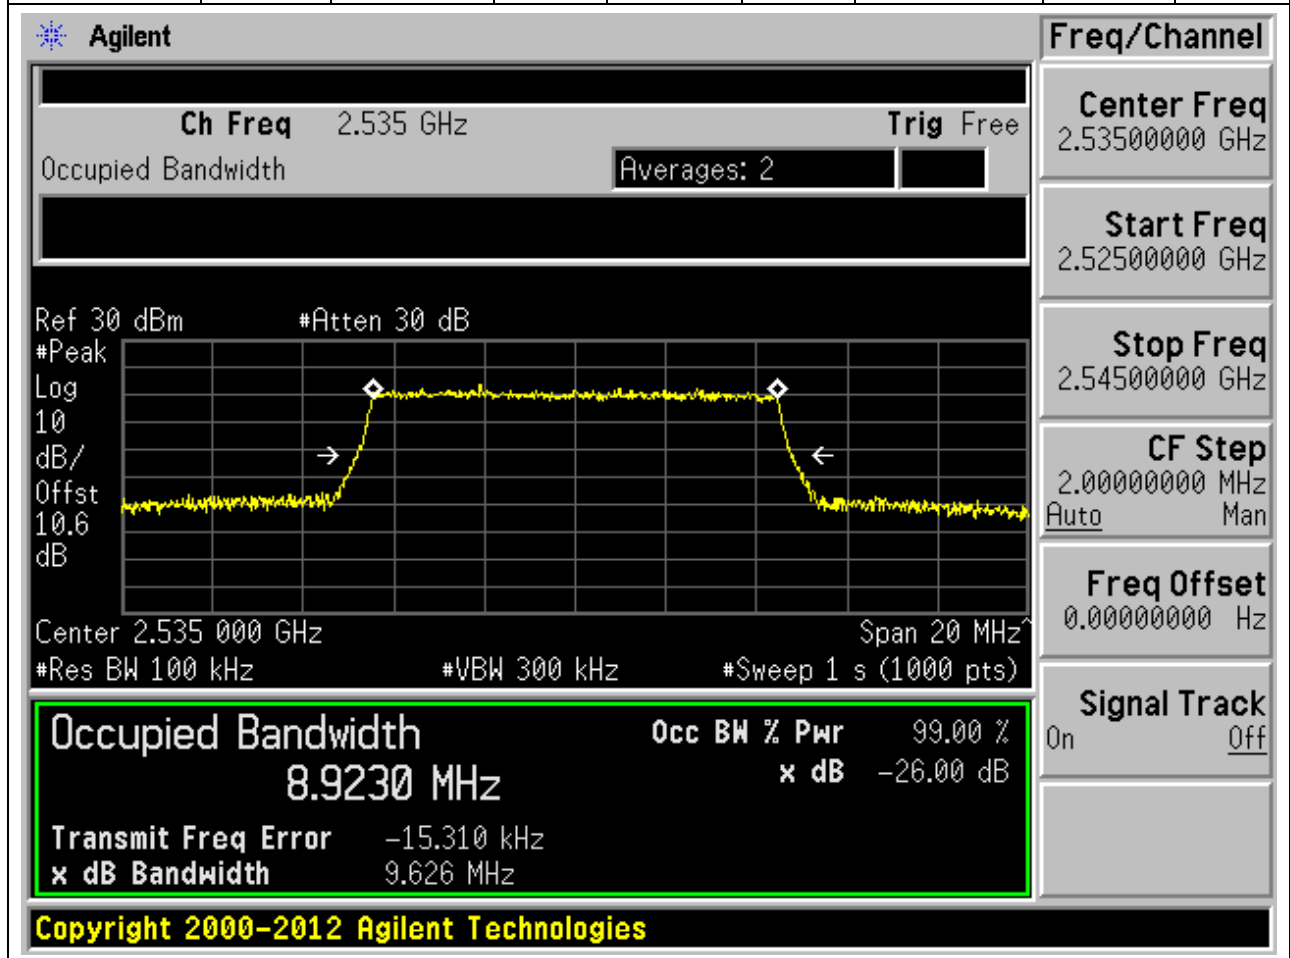 Agilent
Freq/Channel
Ch Freq 2.535 GHz Trig Free
Occupied Bandwidth Averages: 2
Center Freq
2.53500000 GHz
Start Freq
2.52500000 GHz
Stop Freq
2.54500000 GHz
CF Step
2.00000000 MHz
Auto Man
Freq Offset
0.00000000 Hz
Signal Track
On Off
Ref 30 dBm #Atten 30 dB
#Peak
Log
10
dB/
Offst
10.6
dB
Center 2.535 000 GHz Span 20 MHz^
#Res BW 100 kHz #VBW 300 kHz #Sweep 1 s (1000 pts)
Occupied Bandwidth Occ BW % Pwr 99.00 %
8.9230 MHz x dB -26.00 dB
Transmit Freq Error -15.310 kHz
x dB Bandwidth 9.626 MHz
Copyright 2000-2012 Agilent Technologies